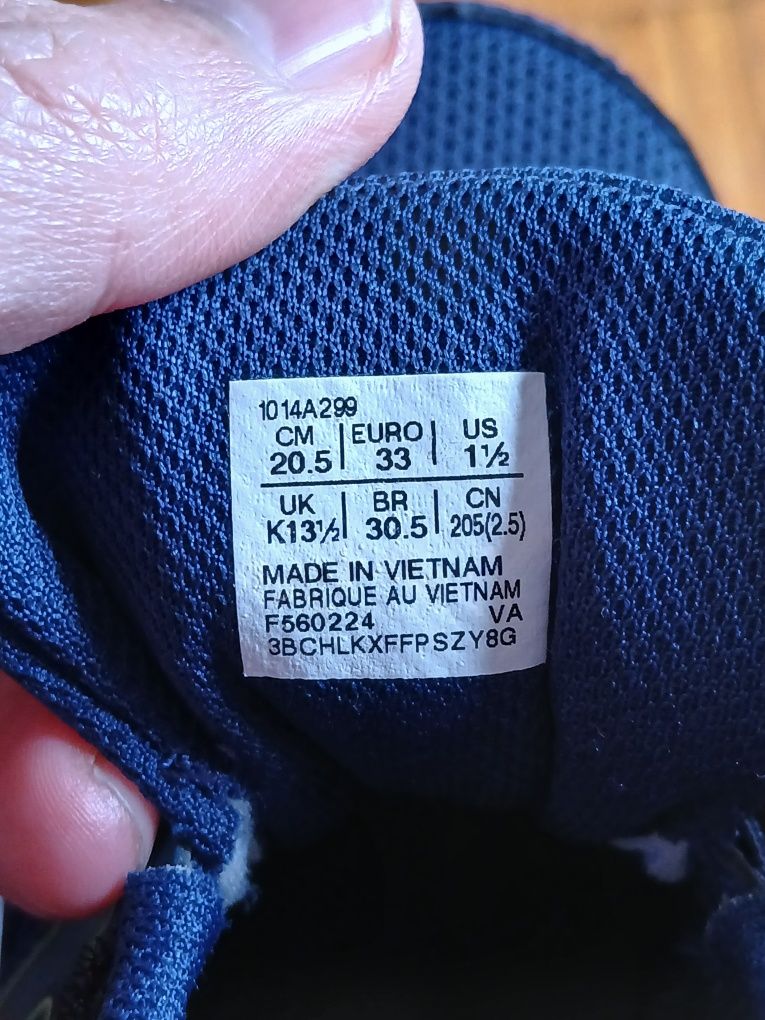 1014A299
CM | EURO | US
20.5 | 33 | 1½
UK | BR | CN
K13½ | 30.5 | 205(2.5)
MADE IN VIETNAM
FABRIQUE AU VIETNAM
F560224 VA
3BCHLKXFFPSZY8G